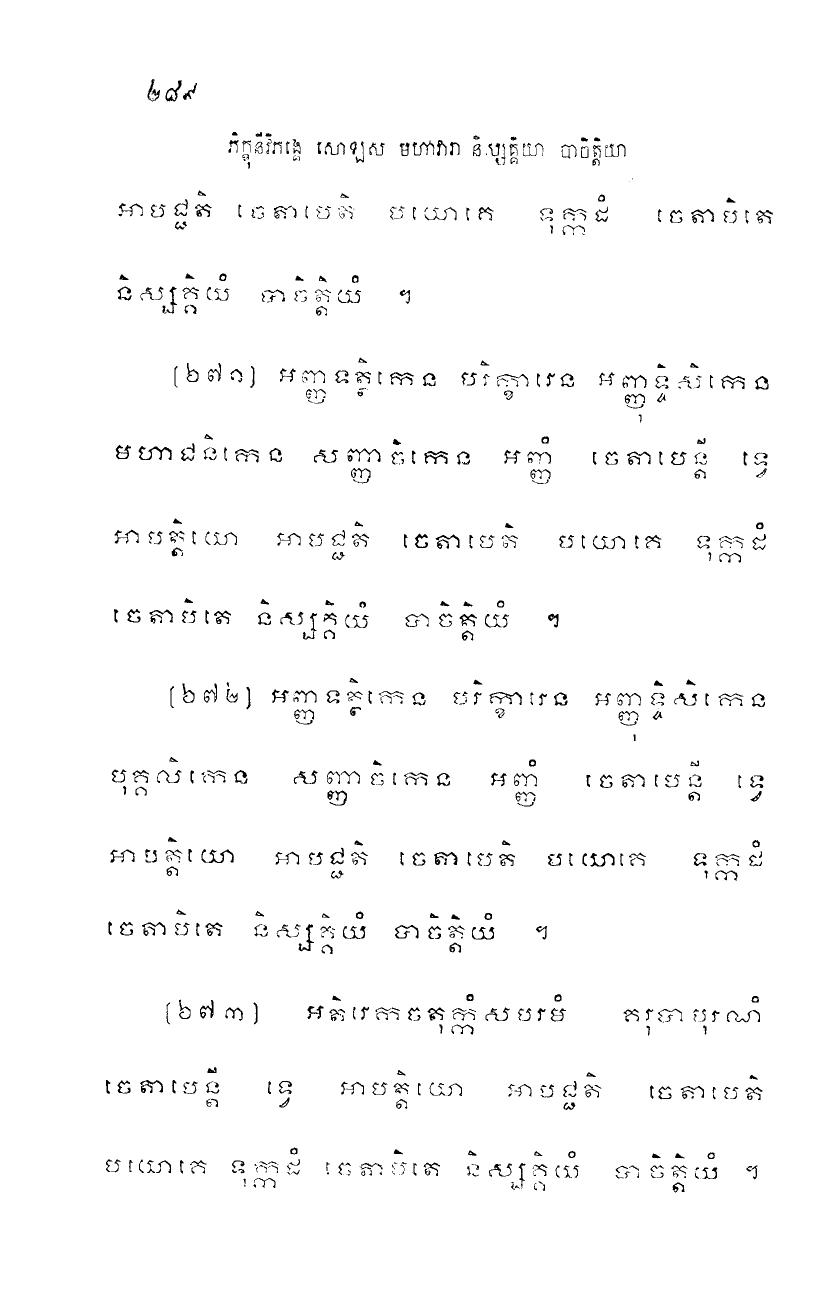 ២៨៩
ភិក្ខុនីវិភង្គេ សោឡស មហាវារា និស្សគ្គិយា បាចិត្តិយា
អាបជ្ជតិ ចេតាបេតិ បយោគេ ទុក្កដំ ចេតាបិតេ
និស្សគ្គិយំ បាចិត្តិយំ ។
[២៧១] អញ្ញទត្ថិកេន បរិក្ខារេន អញ្ញុទ្ទិសិកេន
មហាជនិកេន សញ្ញាចិកេន អញ្ញំ ចេតាបេន្តី ទ្វេ
អាបត្តិយោ អាបជ្ជតិ ចេតាបេតិ បយោគេ ទុក្កដំ
ចេតាបិតេ និស្សគ្គិយំ បាចិត្តិយំ ។
[២៧២] អញ្ញទត្ថិកេន បរិក្ខារេន អញ្ញុទ្ទិសិកេន
បុគ្គលិកេន សញ្ញាចិកេន អញ្ញំ ចេតាបេន្តី ទ្វេ
អាបត្តិយោ អាបជ្ជតិ ចេតាបេតិ បយោគេ ទុក្កដំ
ចេតាបិតេ និស្សគ្គិយំ បាចិត្តិយំ ។
[២៧៣] អតិរេកចតុក្កំសបរមំ គរុបាបុរណំ
ចេតាបេន្តី ទ្វេ អាបត្តិយោ អាបជ្ជតិ ចេតាបេតិ
បយោគេ ទុក្កដំ ចេតាបិតេ និស្សគ្គិយំ បាចិត្តិយំ ។